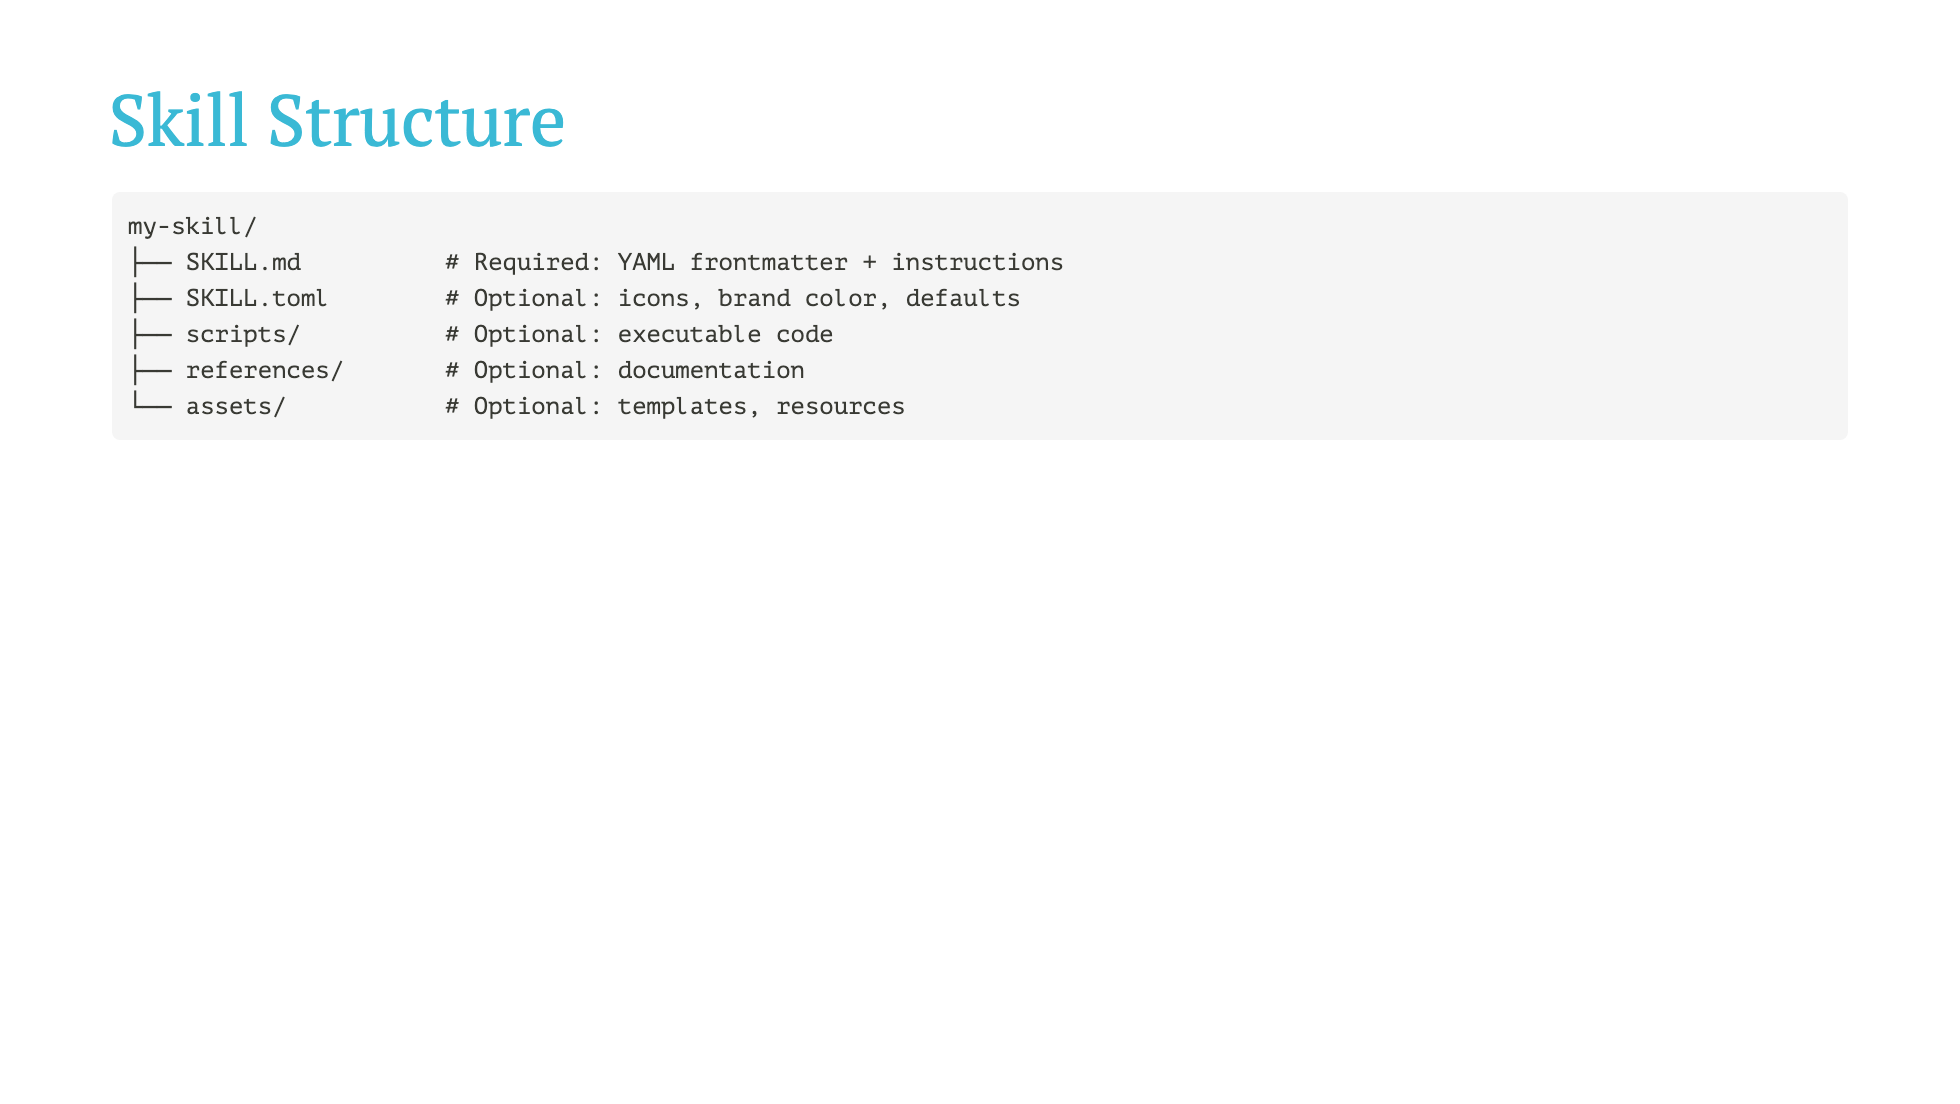 Skill Structure
my-skill/
├── SKILL.md          # Required: YAML frontmatter + instructions
├── SKILL.toml        # Optional: icons, brand color, defaults
├── scripts/          # Optional: executable code
├── references/       # Optional: documentation
└── assets/           # Optional: templates, resources